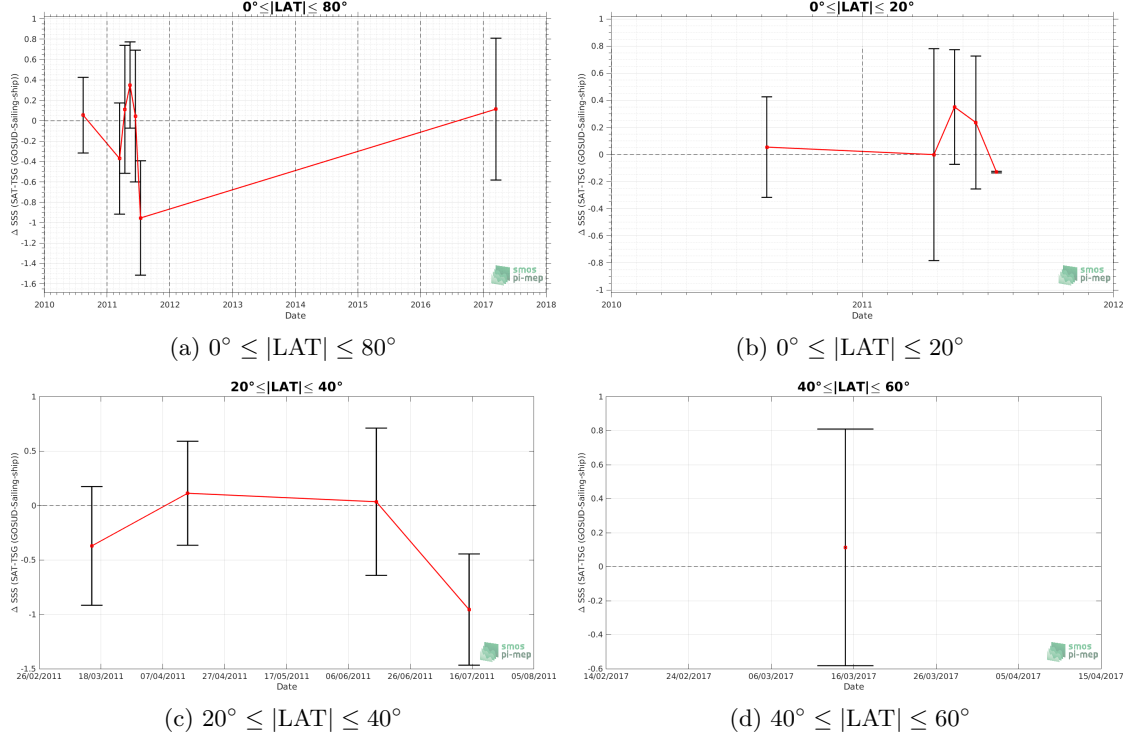 0°≤|LAT|≤ 80°
Δ SSS (SAT-TSG (GOSUD-Sailing-ship))
1
0.8
0.6
0.4
0.2
0
-0.2
-0.4
-0.6
-0.8
-1
-1.2
-1.4
-1.6
2010 2011 2012 2013 2014 2015 2016 2017 2018
Date
smos
pi-mep
(a) 0° ≤ |LAT| ≤ 80°
0°≤|LAT|≤ 20°
Δ SSS (SAT-TSG (GOSUD-Sailing-ship))
1
0.8
0.6
0.4
0.2
0
-0.2
-0.4
-0.6
-0.8
-1
2010 2011 2012
Date
smos
pi-mep
(b) 0° ≤ |LAT| ≤ 20°
20°≤|LAT|≤ 40°
Δ SSS (SAT-TSG (GOSUD-Sailing-ship))
1
0.5
0
-0.5
-1
-1.5
26/02/2011 18/03/2011 07/04/2011 27/04/2011 17/05/2011 06/06/2011 26/06/2011 16/07/2011 05/08/2011
Date
smos
pi-mep
(c) 20° ≤ |LAT| ≤ 40°
40°≤|LAT|≤ 60°
Δ SSS (SAT-TSG (GOSUD-Sailing-ship))
1
0.8
0.6
0.4
0.2
0
-0.2
-0.4
-0.6
14/02/2017 24/02/2017 06/03/2017 16/03/2017 26/03/2017 05/04/2017 15/04/2017
Date
smos
pi-mep
(d) 40° ≤ |LAT| ≤ 60°